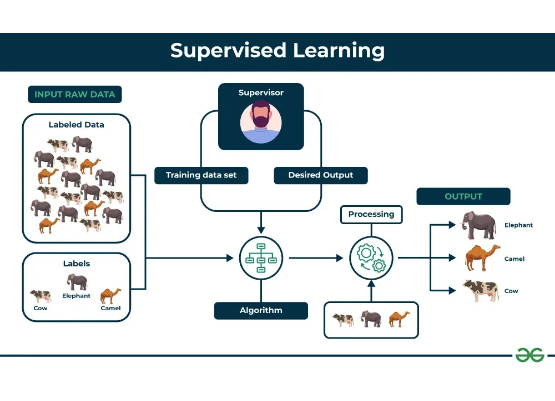 Supervised Learning
INPUT RAW DATA
Labeled Data
Labels
Elephant
Cow
Camel
Supervisor
Training data set
Desired Output
Algorithm
Processing
OUTPUT
Elephant
Camel
Cow